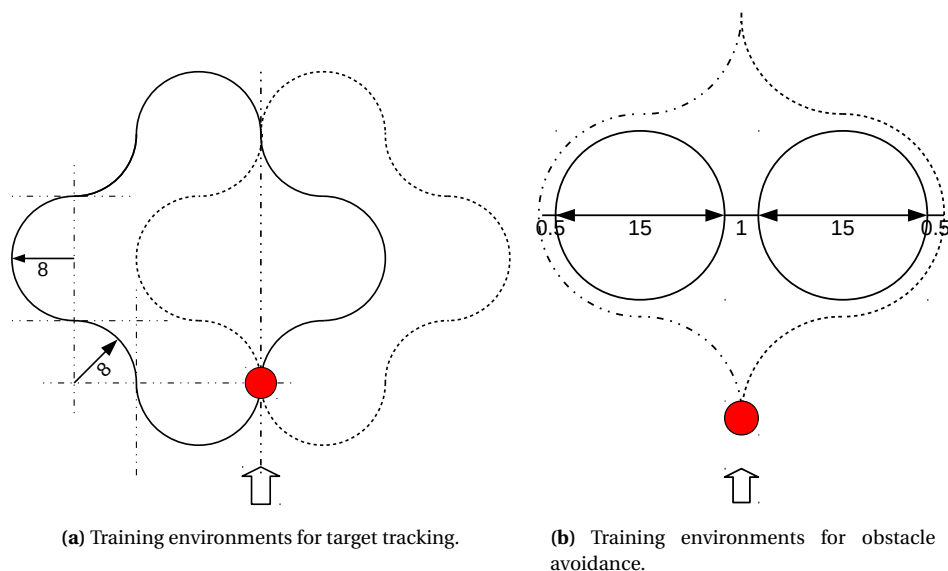 8
8
0.5 15 1 15 0.5
(a) Training environments for target tracking.
(b) Training environments for obstacle
avoidance.